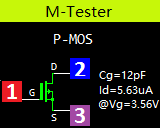 M-Tester
P-MOS
D
2
Cg=12pF
1
G
Id=5.63uA
@Vg=3.56V
S
3